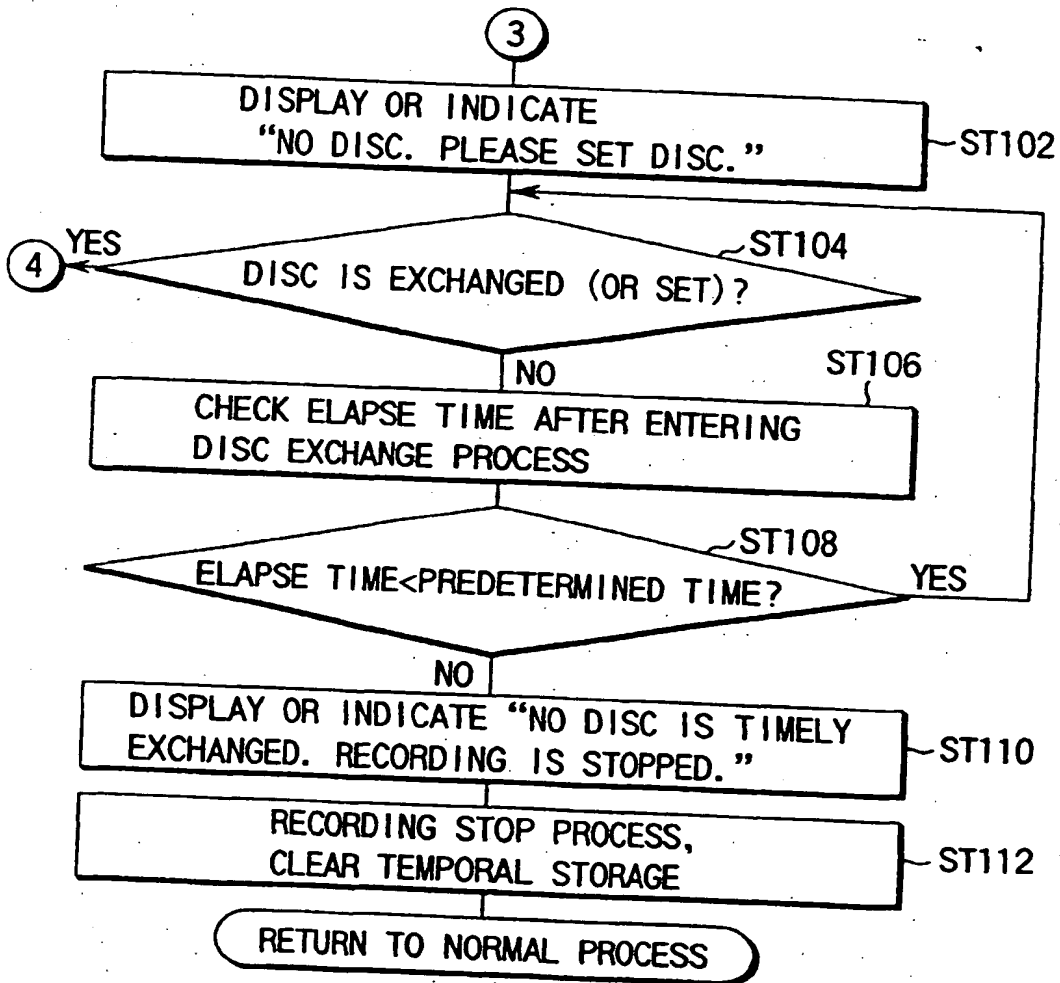 3
DISPLAY OR INDICATE
“NO DISC. PLEASE SET DISC.”
ST102
YES
4
ST104
DISC IS EXCHANGED (OR SET)?
NO
ST106
CHECK ELAPSE TIME AFTER ENTERING
DISC EXCHANGE PROCESS
ST108
ELAPSE TIME<PREDETERMINED TIME?
YES
NO
DISPLAY OR INDICATE “NO DISC IS TIMELY
EXCHANGED. RECORDING IS STOPPED.”
ST110
RECORDING STOP PROCESS,
CLEAR TEMPORAL STORAGE
ST112
RETURN TO NORMAL PROCESS